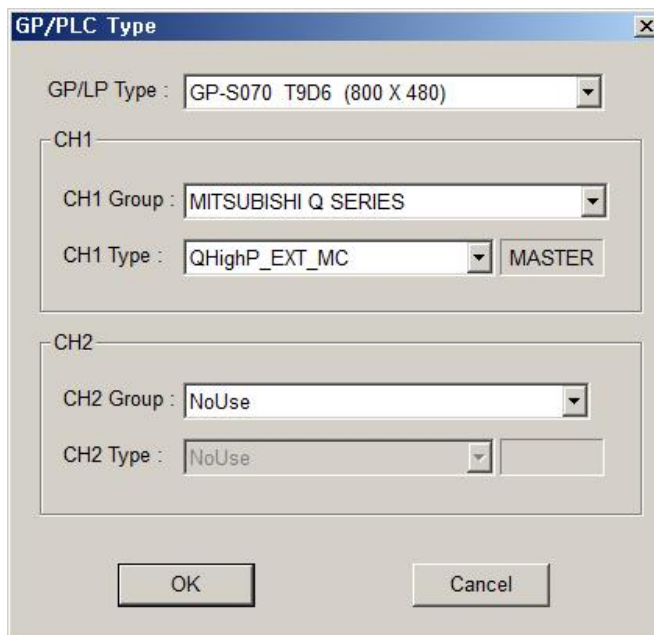 GP/PLC Type
GP/LP Type : GP-S070 T9D6 (800 X 480)
CH1
CH1 Group : MITSUBISHI Q SERIES
CH1 Type : QHighP_EXT_MC MASTER
CH2
CH2 Group : NoUse
CH2 Type : NoUse
OK Cancel